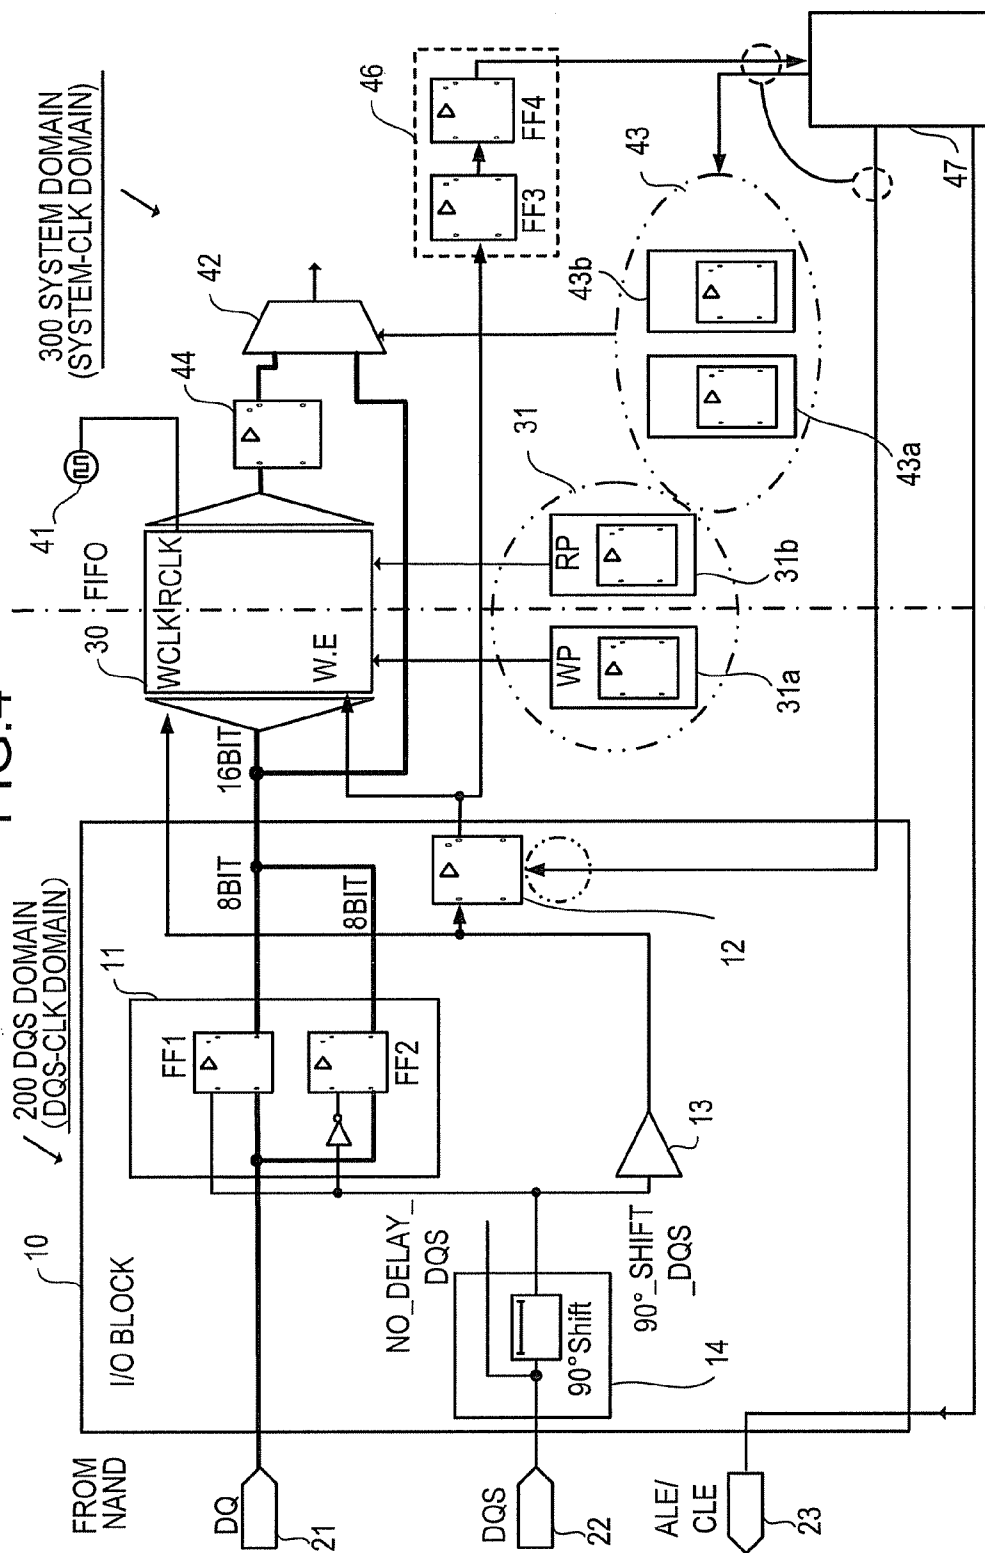 FIG.4
200 DQS DOMAIN
(DQS-CLK DOMAIN)
300 SYSTEM DOMAIN
(SYSTEM-CLK DOMAIN)
10
I/O BLOCK
FROM
NAND
DQ
21
DQS
22
ALE/
CLE
23
11
FF1
FF2
8BIT
8BIT
16BIT
NO_DELAY_
DQS
90°Shift
14
90°_SHIFT
_DQS
13
12
30
FIFO
WCLK
RCLK
W.E
41
44
42
31
WP
31a
RP
31b
43
43a
43b
46
FF3
FF4
47